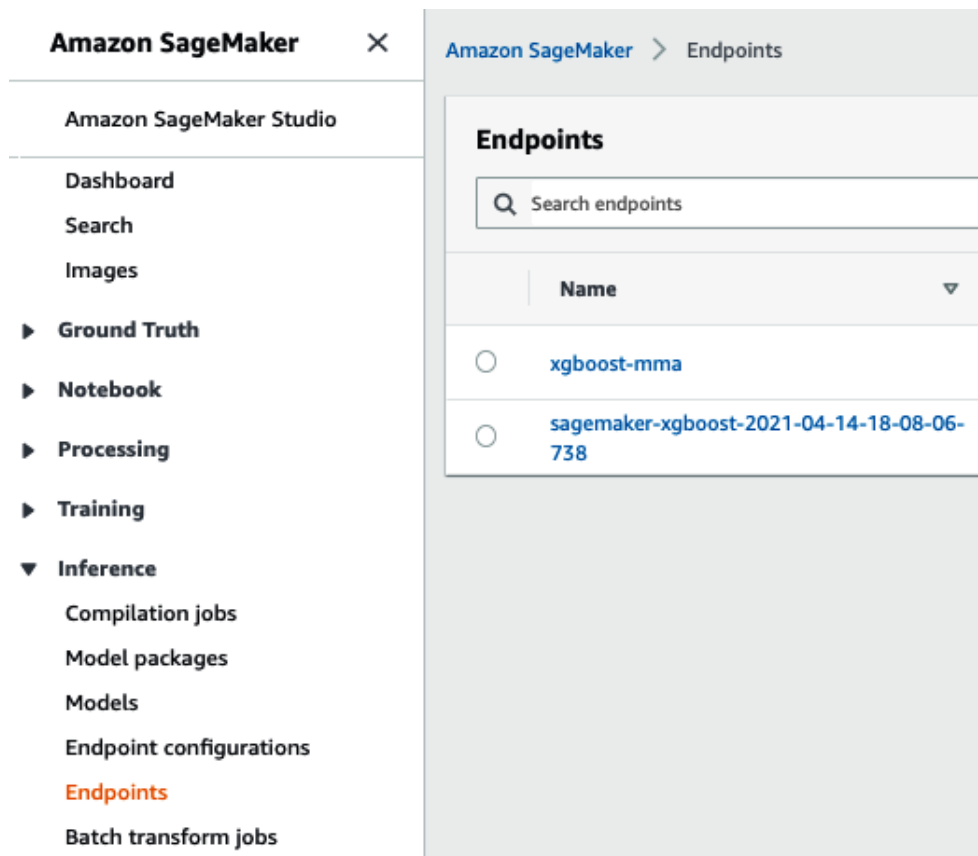 Amazon SageMaker
Amazon SageMaker Studio
Dashboard
Search
Images
Ground Truth
Notebook
Processing
Training
Inference
Compilation jobs
Model packages
Models
Endpoint configurations
Endpoints
Batch transform jobs
Amazon SageMaker > Endpoints
Endpoints
Search endpoints
Name
xgboost-mma
sagemaker-xgboost-2021-04-14-18-08-06-
738